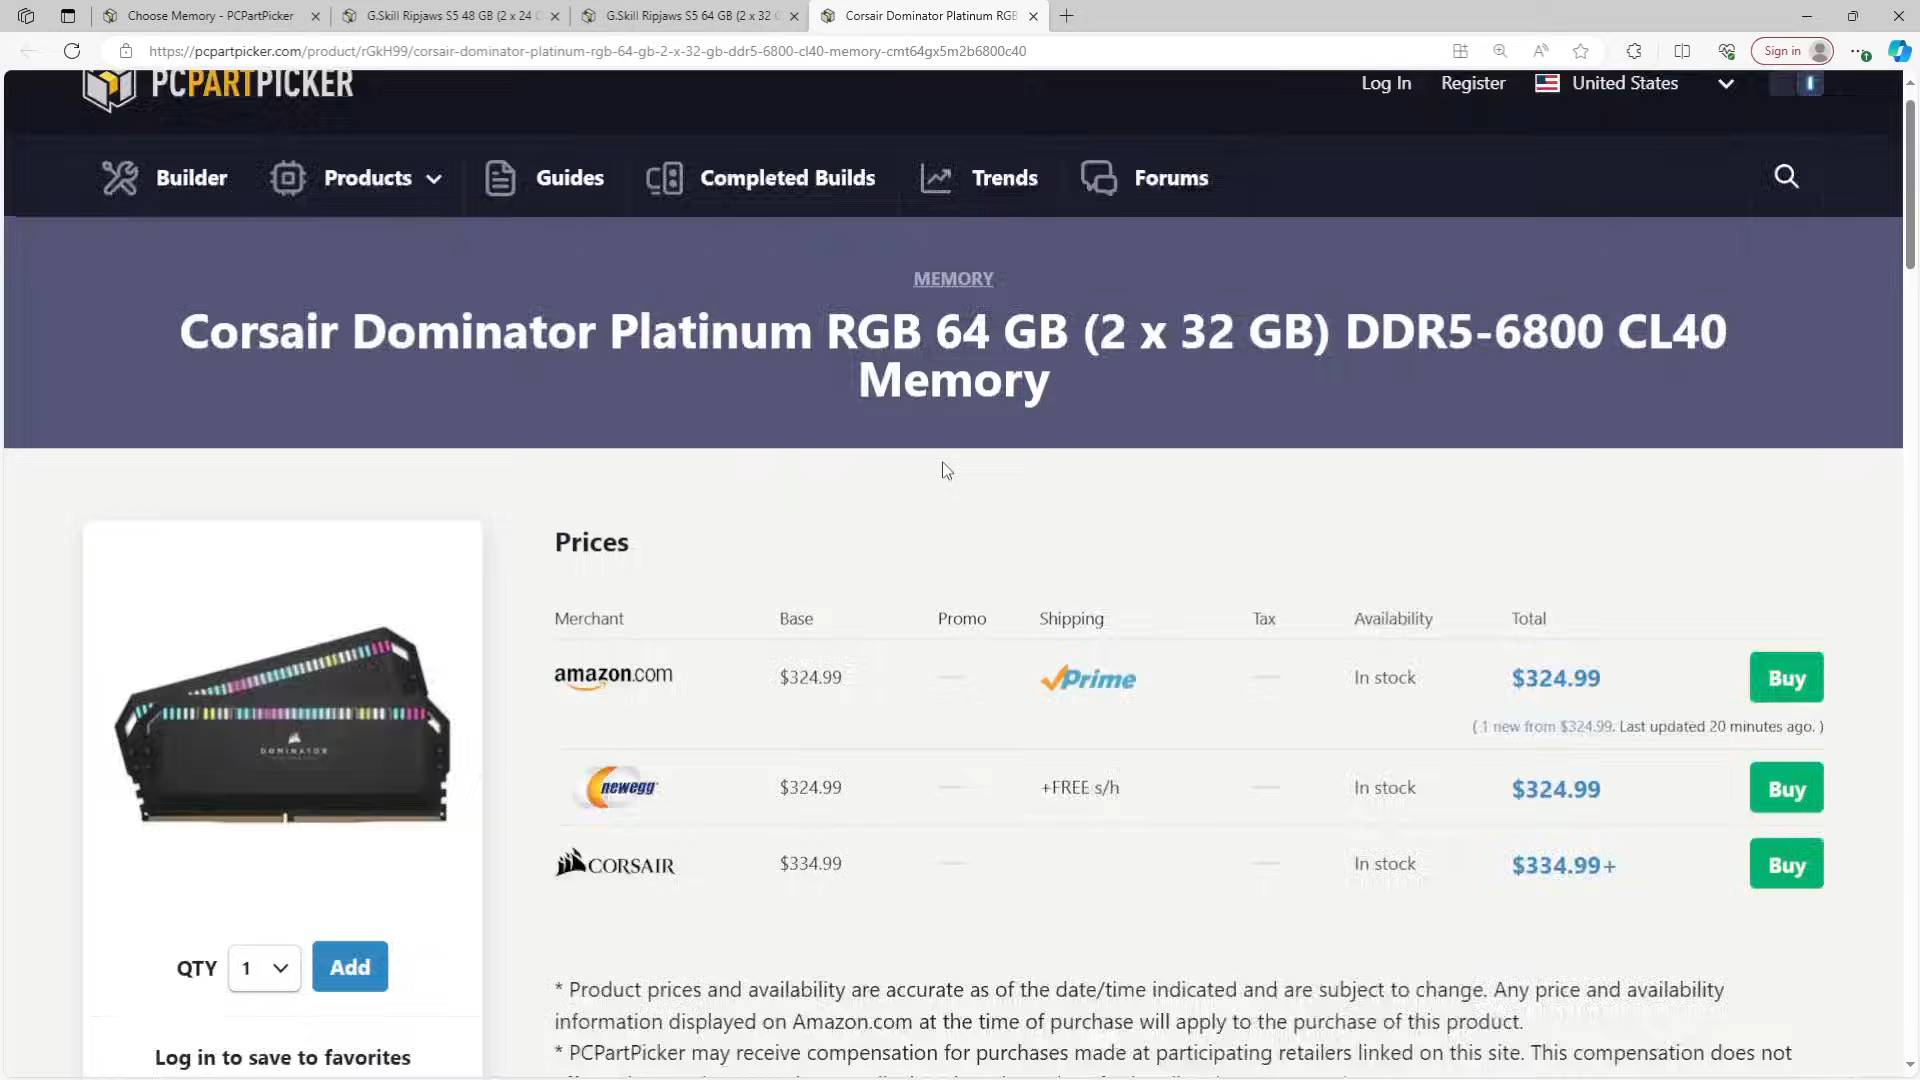 Choose Memory - PCPartPicker
G.Skill Ripjaws S5 48 GB (2 x 24
G.Skill Ripjaws S5 64 GB (2 x 32
Corsair Dominator Platinum RGB
https://pcpartpicker.com/product/rGkH99/corsair-dominator-platinum-rgb-64-gb-2-x-32-gb-ddr5-6800-cl40-memory-cmt64gx5m2b6800c40
Sign in
1
PCPARTPICKER
Log In Register United States
Builder Products Guides Completed Builds Trends Forums
MEMORY
Corsair Dominator Platinum RGB 64 GB (2 x 32 GB) DDR5-6800 CL40
Memory
Prices
Merchant Base Promo Shipping Tax Availability Total
amazon.com $324.99 — Prime — In stock $324.99 Buy
( 1 new from $324.99. Last updated 20 minutes ago. )
newegg $324.99 — +FREE s/h — In stock $324.99 Buy
CORSAIR $334.99 — — In stock $334.99+ Buy
DOMINATOR
QTY 1 Add
Log in to save to favorites
* Product prices and availability are accurate as of the date/time indicated and are subject to change. Any price and availability
information displayed on Amazon.com at the time of purchase will apply to the purchase of this product.
* PCPartPicker may receive compensation for purchases made at participating retailers linked on this site. This compensation does not